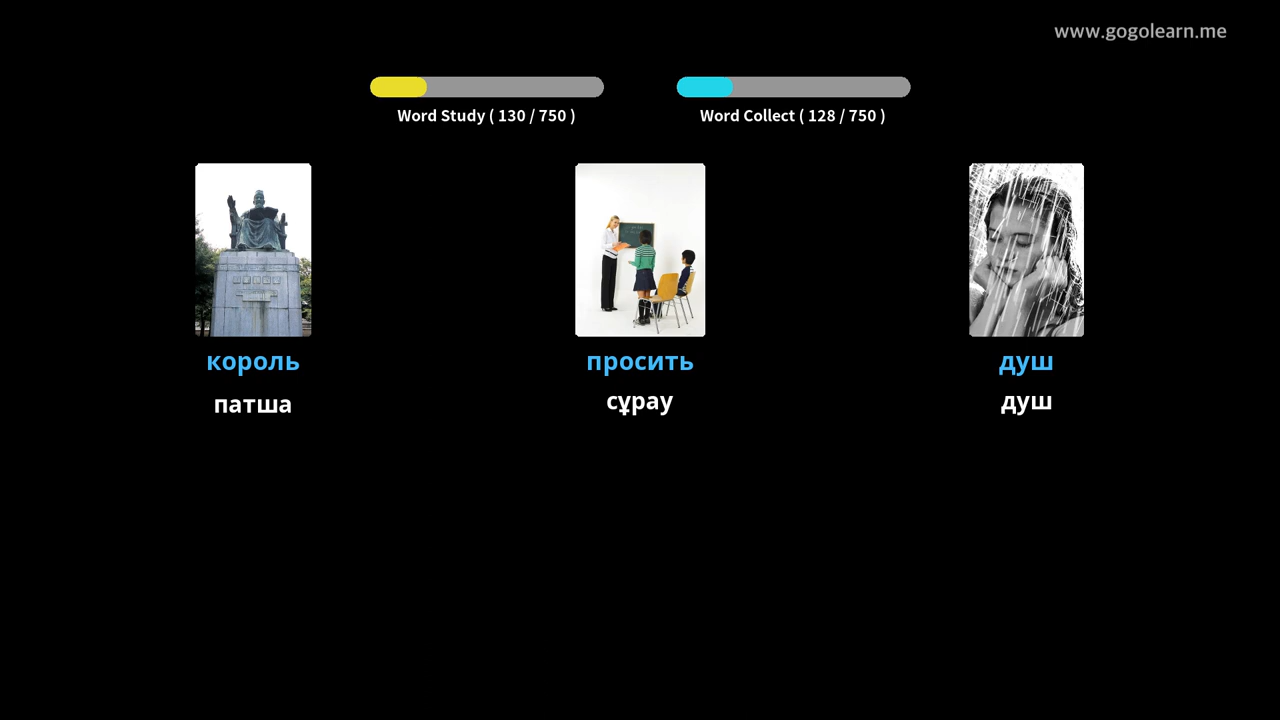 www.gogolearn.me
Word Study ( 130 / 750 )
Word Collect ( 128 / 750 )
король
просить
душ
патша
сұрау
душ